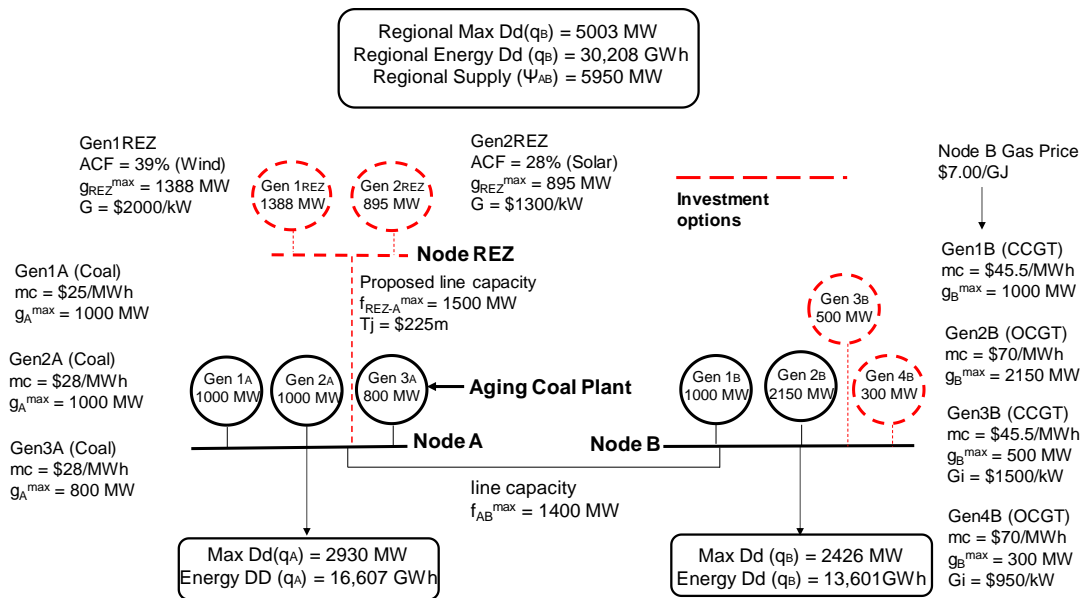 Regional Max Dd(qB) = 5003 MW
Regional Energy Dd (qB) = 30,208 GWh
Regional Supply (ΨAB) = 5950 MW
Gen1REZ
ACF = 39% (Wind)
gREZmax = 1388 MW
G = $2000/kW
Gen 1REZ
1388 MW
Gen 2REZ
895 MW
Gen2REZ
ACF = 28% (Solar)
gREZmax = 895 MW
G = $1300/kW
Investment
options
Node B Gas Price
$7.00/GJ
Node REZ
Gen1A (Coal)
mc = $25/MWh
gAmax = 1000 MW
Proposed line capacity
fREZ-Amax = 1500 MW
Tj = $225m
Gen1B (CCGT)
mc = $45.5/MWh
gBmax = 1000 MW
Gen 3B
500 MW
Gen2A (Coal)
mc = $28/MWh
gAmax = 1000 MW
Gen 1A
1000 MW
Gen 2A
1000 MW
Gen 3A
800 MW
Aging Coal Plant
Gen 1B
1000 MW
Gen 2B
2150 MW
Gen 4B
300 MW
Gen2B (OCGT)
mc = $70/MWh
gBmax = 2150 MW
Node A
Node B
Gen3A (Coal)
mc = $28/MWh
gAmax = 800 MW
Gen3B (CCGT)
mc = $45.5/MWh
gBmax = 500 MW
Gi = $1500/kW
line capacity
fABmax = 1400 MW
Gen4B (OCGT)
mc = $70/MWh
gBmax = 300 MW
Gi = $950/kW
Max Dd(qA) = 2930 MW
Energy DD (qA) = 16,607 GWh
Max Dd (qB) = 2426 MW
Energy Dd (qB) = 13,601GWh